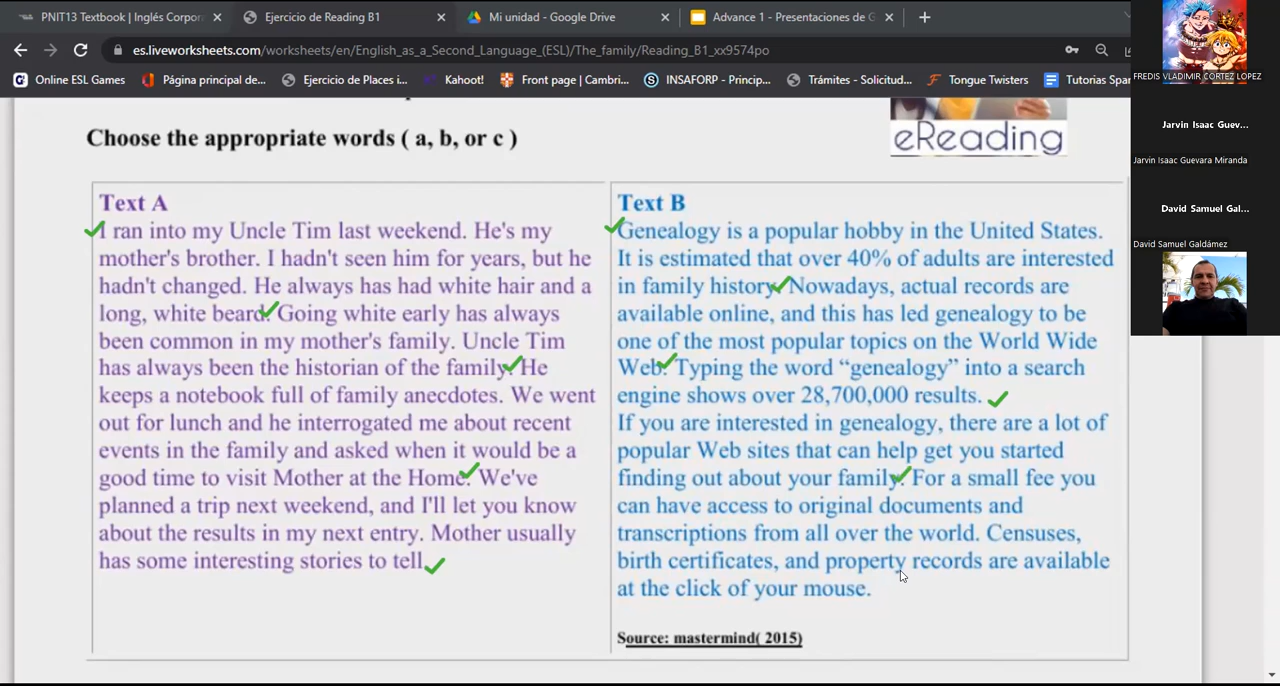 PNIT13 Textbook | Inglés Corpor
Ejercicio de Reading B1
Mi unidad - Google Drive
Advance 1 - Presentaciones de G
es.liveworksheets.com/worksheets/en/English_as_a_Second_Language_(ESL)/The_family/Reading_B1_xx9574po
Online ESL Games
Página principal de...
Ejercicio de Places i...
Kahoot!
Front page | Cambri...
INSAFORP - Princip...
Trámites - Solicitud...
Tongue Twisters
Tutorias Spar
FREDIS VLADIMIR CORTEZ LOPEZ
Jarvin Isaac Guev...
Jarvin Isaac Guevara Miranda
David Samuel Gal...
David Samuel Galdámez
Choose the appropriate words ( a, b, or c )
eReading
Text A
I ran into my Uncle Tim last weekend. He's my
mother's brother. I hadn't seen him for years, but he
hadn't changed. He always has had white hair and a
long, white beard. Going white early has always
been common in my mother's family. Uncle Tim
has always been the historian of the family. He
keeps a notebook full of family anecdotes. We went
out for lunch and he interrogated me about recent
events in the family and asked when it would be a
good time to visit Mother at the Home. We've
planned a trip next weekend, and I'll let you know
about the results in my next entry. Mother usually
has some interesting stories to tell.
Text B
Genealogy is a popular hobby in the United States.
It is estimated that over 40% of adults are interested
in family history. Nowadays, actual records are
available online, and this has led genealogy to be
one of the most popular topics on the World Wide
Web. Typing the word “genealogy” into a search
engine shows over 28,700,000 results.
If you are interested in genealogy, there are a lot of
popular Web sites that can help get you started
finding out about your family. For a small fee you
can have access to original documents and
transcriptions from all over the world. Censuses,
birth certificates, and property records are available
at the click of your mouse.
Source: mastermind( 2015)